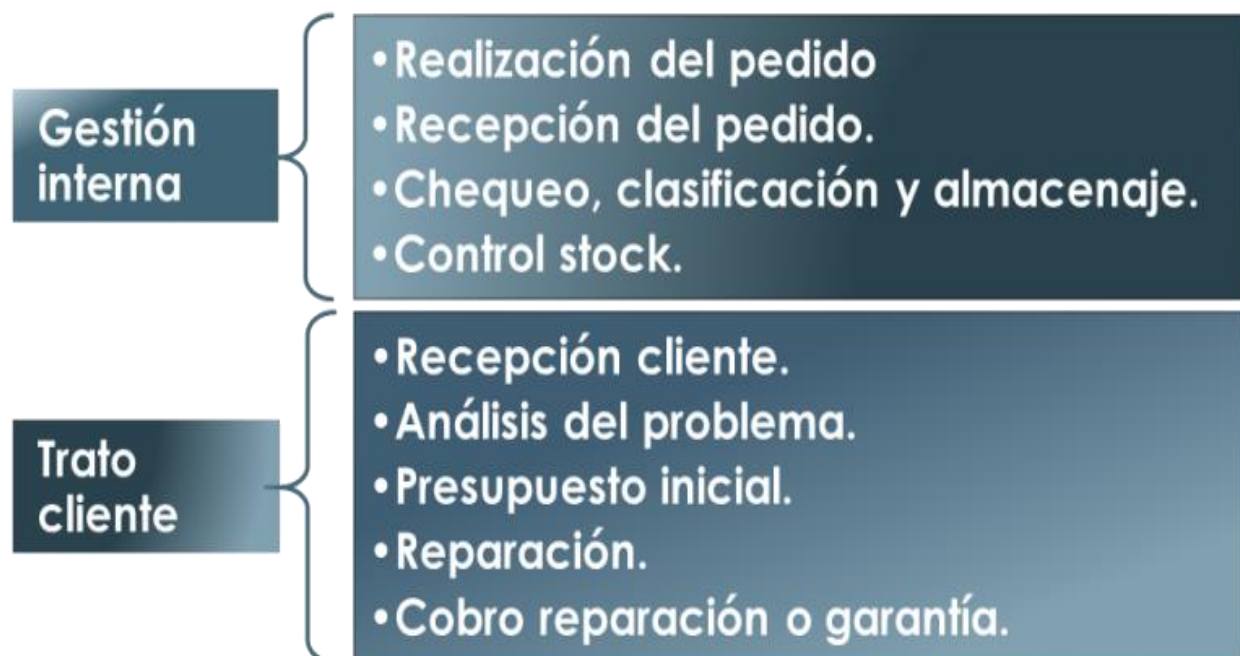 Gestión
interna
•Realización del pedido
•Recepción del pedido.
•Chequeo, clasificación y almacenaje.
•Control stock.
Trato
cliente
•Recepción cliente.
•Análisis del problema.
•Presupuesto inicial.
•Reparación.
•Cobro reparación o garantía.